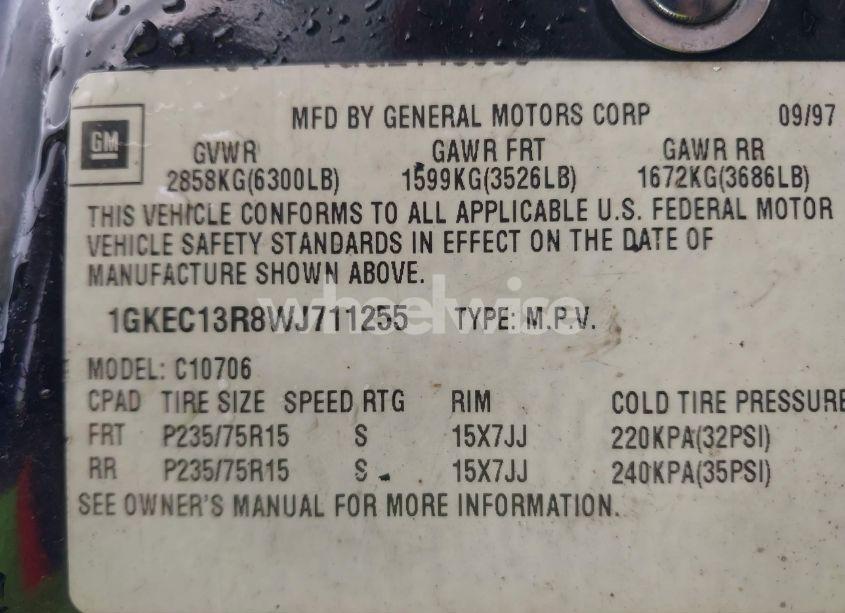 MFD BY GENERAL MOTORS CORP 09/97
GM
GVWR GAWR FRT GAWR RR
2858KG(6300LB) 1599KG(3526LB) 1672KG(3686LB)
THIS VEHICLE CONFORMS TO ALL APPLICABLE U.S. FEDERAL MOTOR
VEHICLE SAFETY STANDARDS IN EFFECT ON THE DATE OF
MANUFACTURE SHOWN ABOVE.
wheelwise
1GKEC13R8WJ711255 TYPE: M.P.V.
MODEL: C10706
CPAD TIRE SIZE SPEED RTG RIM COLD TIRE PRESSURE
FRT P235/75R15 S 15X7JJ 220KPA(32PSI)
RR P235/75R15 S 15X7JJ 240KPA(35PSI)
SEE OWNER'S MANUAL FOR MORE INFORMATION.